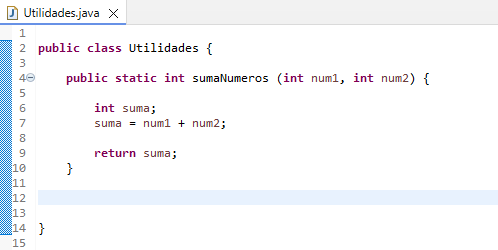 Utilidades.java
1
2 public class Utilidades {
3
4 public static int sumaNumeros (int num1, int num2) {
5
6 int suma;
7 suma = num1 + num2;
8
9 return suma;
10 }
11
12
13
14 }
15